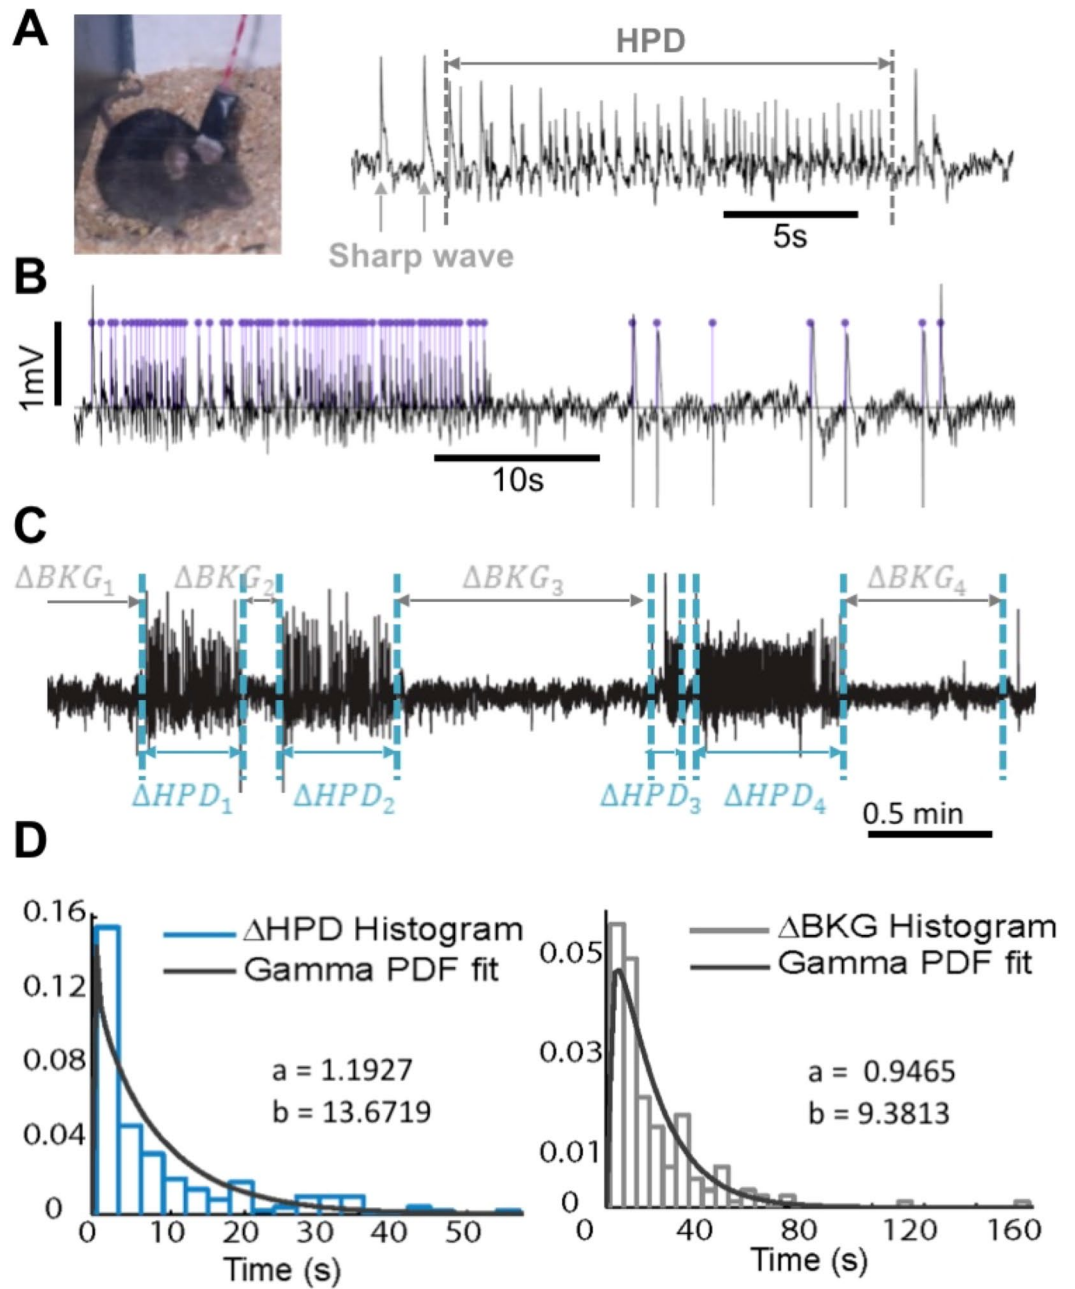 A
HPD
5s
Sharp wave
B
1mV
10s
C
ΔBKG₁
ΔBKG₂
ΔBKG₃
ΔBKG₄
ΔHPD₁
ΔHPD₂
ΔHPD₃
ΔHPD₄
0.5 min
D
0.16
0.12
0.08
0.04
0
ΔHPD Histogram
Gamma PDF fit
a = 1.1927
b = 13.6719
0 10 20 30 40 50
Time (s)
0.05
0.03
0.01
0
ΔBKG Histogram
Gamma PDF fit
a = 0.9465
b = 9.3813
0 40 80 120 160
Time (s)